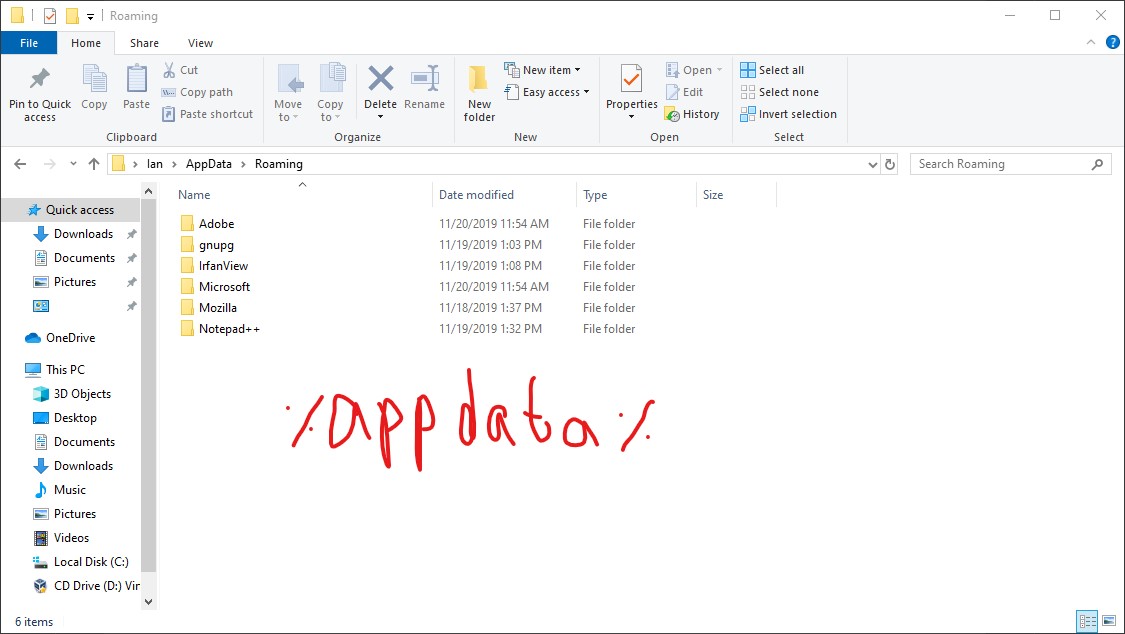 Roaming
File Home Share View
Pin to Quick access
Copy
Paste
Cut
Copy path
Paste shortcut
Clipboard
Move to
Copy to
Delete
Rename
Organize
New folder
New item
Easy access
New
Properties
Open
Edit
History
Open
Select all
Select none
Invert selection
Select
Ian > AppData > Roaming
Search Roaming
Name Date modified Type Size
Quick access
Downloads
Documents
Pictures
OneDrive
This PC
3D Objects
Desktop
Documents
Downloads
Music
Pictures
Videos
Local Disk (C:)
CD Drive (D:) Vir
Adobe 11/20/2019 11:54 AM File folder
gnupg 11/19/2019 1:03 PM File folder
IrfanView 11/19/2019 1:08 PM File folder
Microsoft 11/20/2019 11:54 AM File folder
Mozilla 11/18/2019 1:37 PM File folder
Notepad++ 11/19/2019 1:32 PM File folder
%appdata%
6 items